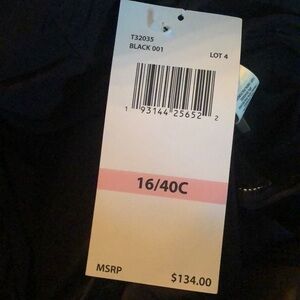 T32035
BLACK 001
LOT 4
1 93144 25652 2
16/40C
MSRP
$134.00